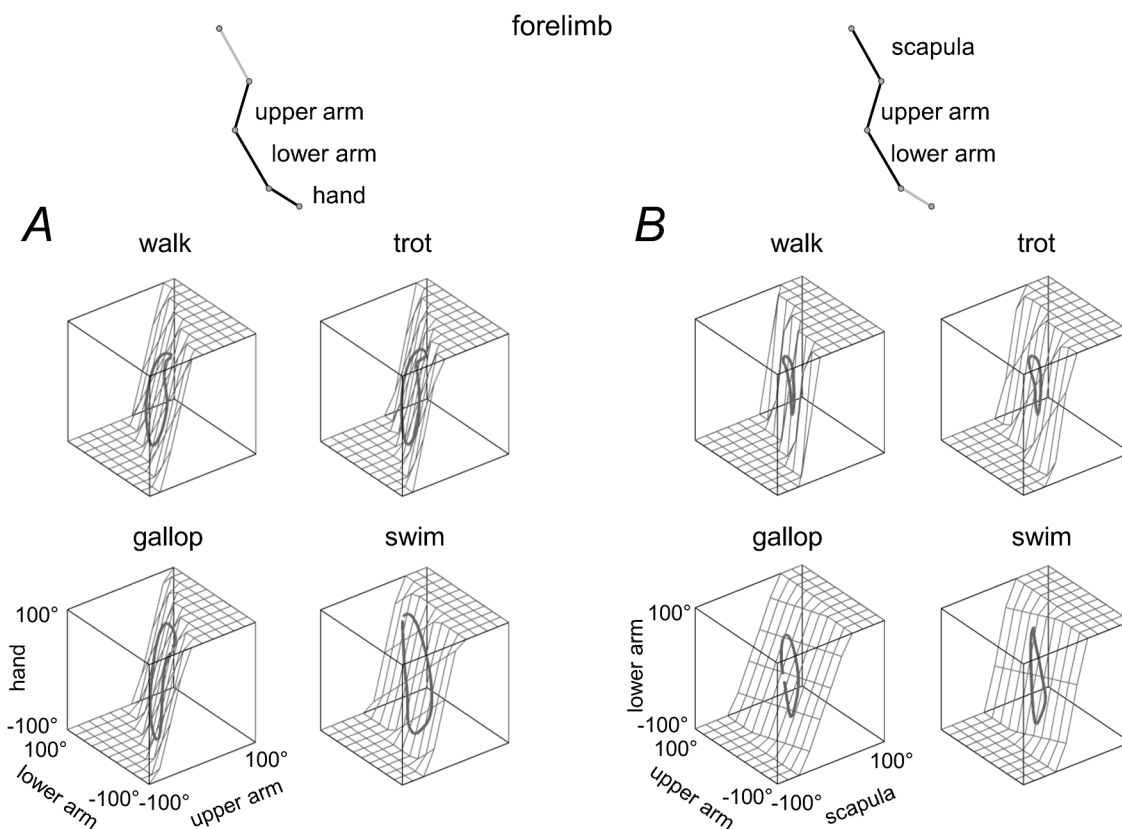 forelimb
upper arm
lower arm
hand
scapula
upper arm
lower arm
A
walk
trot
gallop
swim
100°
hand
-100°
100°
lower arm
-100°
-100°
upper arm
100°
B
walk
trot
gallop
swim
100°
lower arm
-100°
100°
upper arm
-100°
-100°
scapula
100°